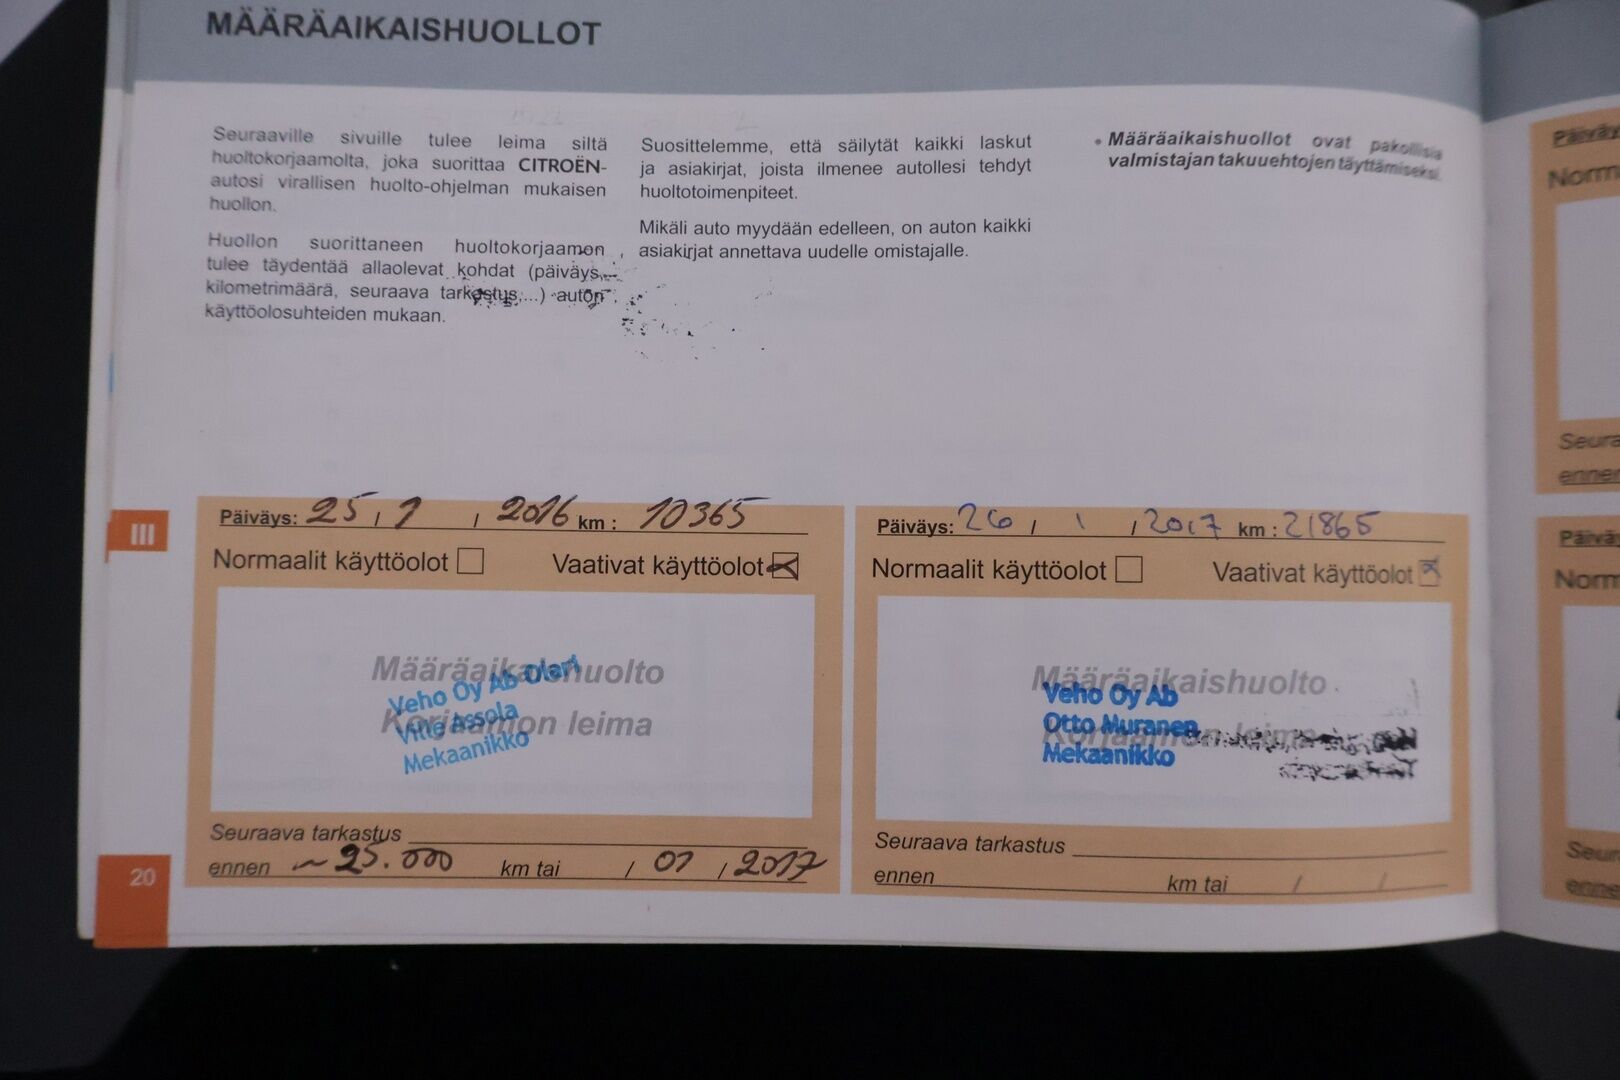 MÄÄRÄAIKAISHUOLLOT
Seuraaville sivuille tulee leima siltä
huoltokorjaamolta, joka suorittaa CITROËN-
autosi virallisen huolto-ohjelman mukaisen
huollon.
Huollon suorittaneen huoltokorjaamon
tulee täydentää allaolevat kohdat (päiväys,
kilometrimäärä, seuraava tarkastus,...) auton
käyttöolosuhteiden mukaan.
Suosittelemme, että säilytät kaikki laskut
ja asiakirjat, joista ilmenee autollesi tehdyt
huoltotoimenpiteet.
Mikäli auto myydään edelleen, on auton kaikki
asiakirjat annettava uudelle omistajalle.
• Määräaikaishuollot ovat pakollisia
valmistajan takuuehtojen täyttämiseksi.
III
Päiväys: 25 / 1 / 2016 km : 10365
Normaalit käyttöolot Vaativat käyttöolot
Määräaikaishuolto
Korjaamon leima
Veho Oy Ab Olari
Ville Assola
Mekaanikko
Seuraava tarkastus
ennen ~25.000 km tai / 01 / 2017
Päiväys: 26 / 1 / 2017 km : 21865
Normaalit käyttöolot Vaativat käyttöolot
Määräaikaishuolto
Korjaamon leima
Veho Oy Ab
Otto Muranen
Mekaanikko
Seuraava tarkastus
ennen km tai / /
20